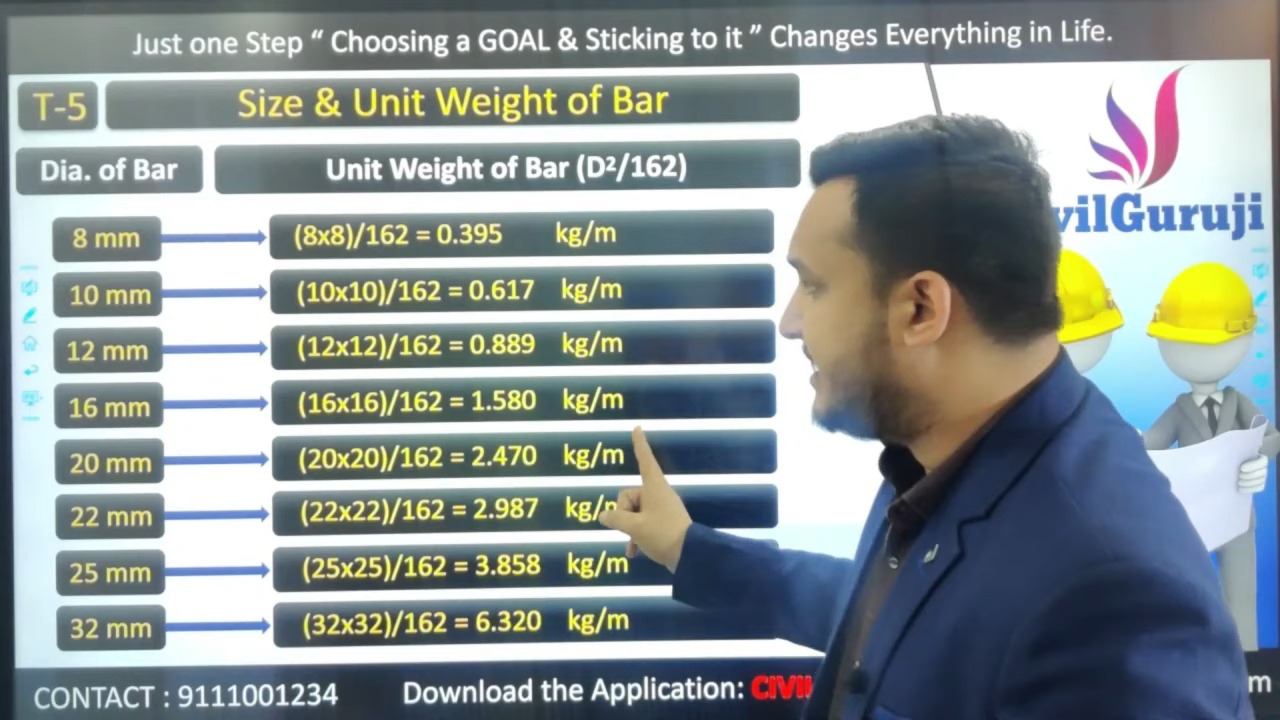 Just one Step “ Choosing a GOAL & Sticking to it ” Changes Everything in Life.
T-5 Size & Unit Weight of Bar
Dia. of Bar Unit Weight of Bar (D²/162)
8 mm (8x8)/162 = 0.395 kg/m
10 mm (10x10)/162 = 0.617 kg/m
12 mm (12x12)/162 = 0.889 kg/m
16 mm (16x16)/162 = 1.580 kg/m
20 mm (20x20)/162 = 2.470 kg/m
22 mm (22x22)/162 = 2.987
25 mm (25x25)/162 = 3.858 kg/m
32 mm (32x32)/162 = 6.320 kg/m
vilGuruji
CONTACT : 9111001234 Download the Application: CIVIL